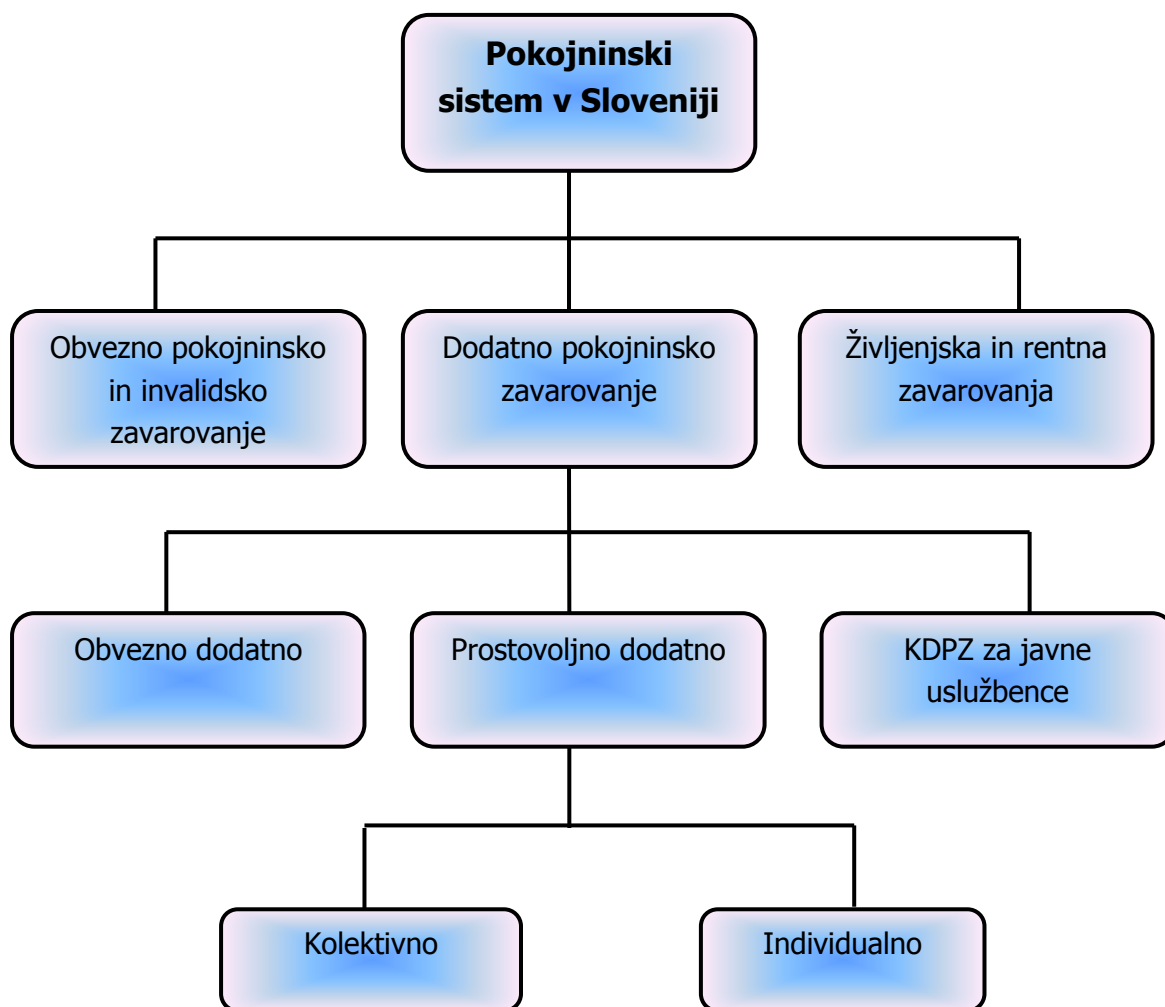 Pokojninski
sistem v Sloveniji
Obvezno pokojninsko
in invalidsko
zavarovanje
Dodatno pokojninsko
zavarovanje
Življenjska in rentna
zavarovanja
Obvezno dodatno
Prostovoljno dodatno
KDPZ za javne
uslužbence
Kolektivno
Individualno